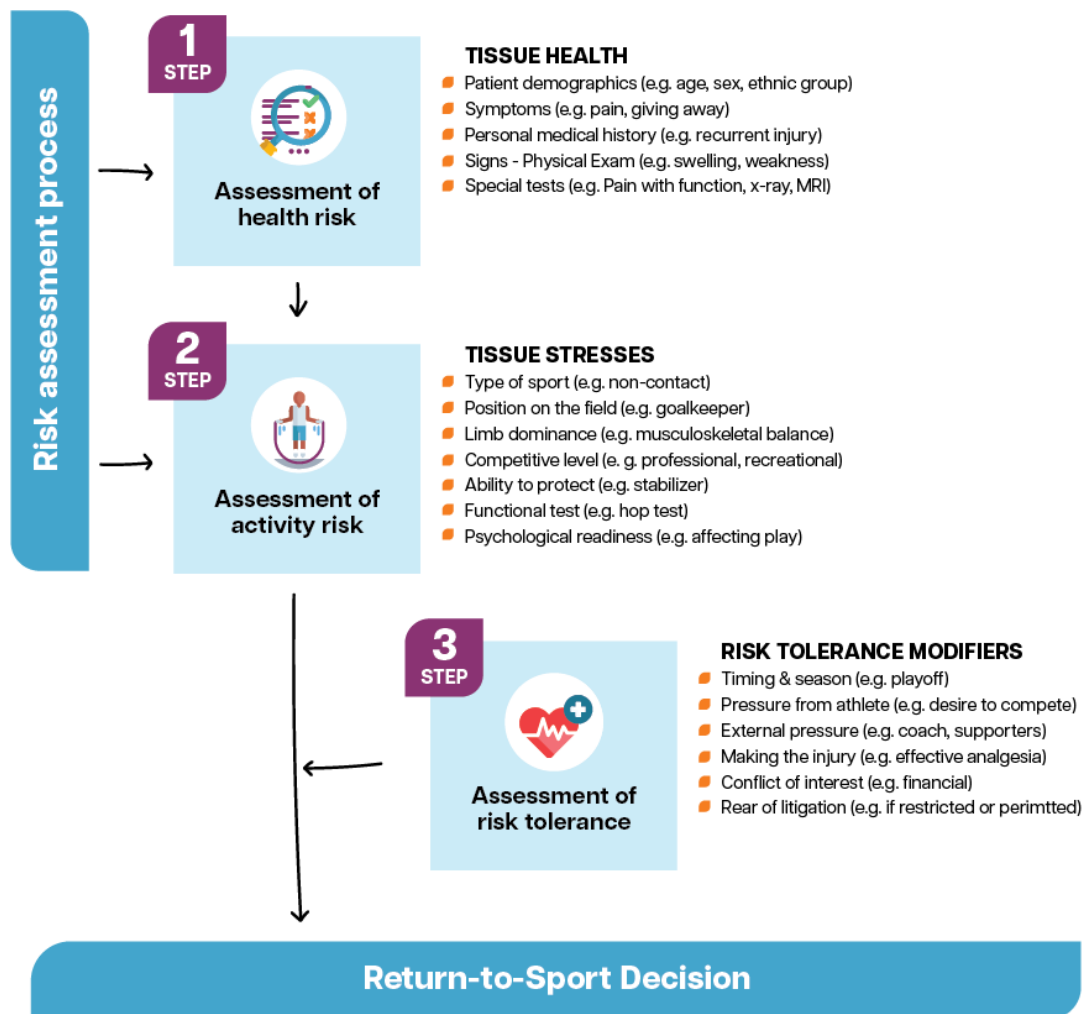 Risk assessment process
1
STEP
Assessment of
health risk
TISSUE HEALTH
Patient demographics (e.g. age, sex, ethnic group)
Symptoms (e.g. pain, giving away)
Personal medical history (e.g. recurrent injury)
Signs - Physical Exam (e.g. swelling, weakness)
Special tests (e.g. Pain with function, x-ray, MRI)
2
STEP
Assessment of
activity risk
TISSUE STRESSES
Type of sport (e.g. non-contact)
Position on the field (e.g. goalkeeper)
Limb dominance (e.g. musculoskeletal balance)
Competitive level (e. g. professional, recreational)
Ability to protect (e.g. stabilizer)
Functional test (e.g. hop test)
Psychological readiness (e.g. affecting play)
3
STEP
Assessment of
risk tolerance
RISK TOLERANCE MODIFIERS
Timing & season (e.g. playoff)
Pressure from athlete (e.g. desire to compete)
External pressure (e.g. coach, supporters)
Making the injury (e.g. effective analgesia)
Conflict of interest (e.g. financial)
Rear of litigation (e.g. if restricted or perimtted)
Return-to-Sport Decision